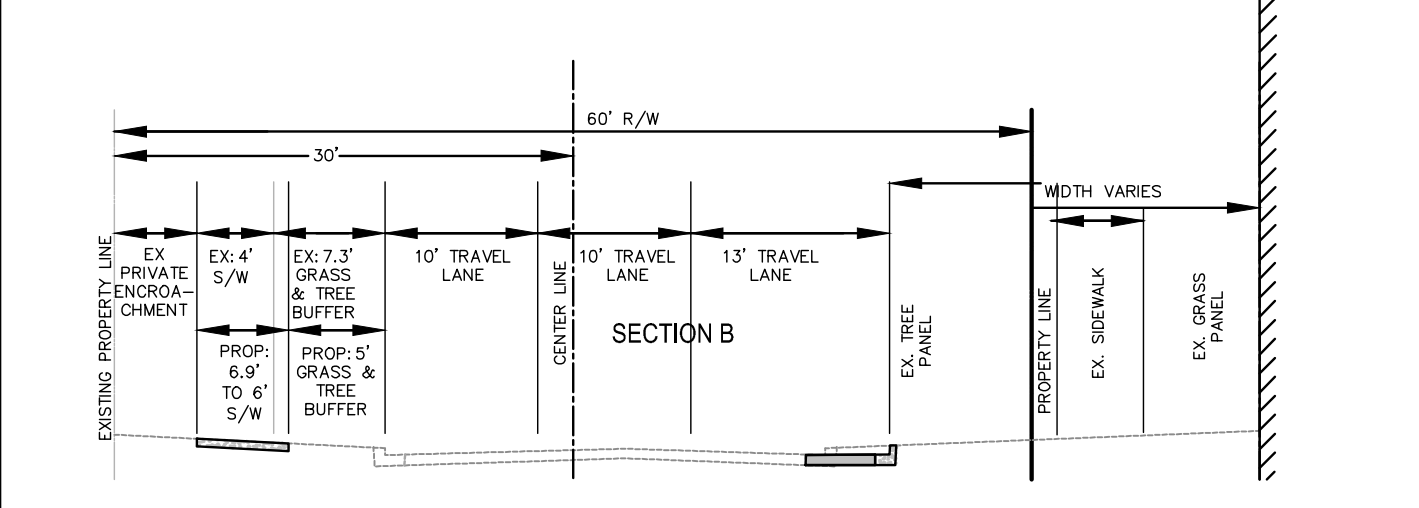 60' R/W
30'
WIDTH VARIES
EXISTING PROPERTY LINE
EX
PRIVATE
ENCROA-
CHMENT
EX: 4'
S/W
EX: 7.3'
GRASS
& TREE
BUFFER
10' TRAVEL
LANE
CENTER LINE
10' TRAVEL
LANE
13' TRAVEL
LANE
PROP:
6.9'
TO 6'
S/W
PROP: 5'
GRASS &
TREE
BUFFER
SECTION B
EX. TREE
PANEL
PROPERTY LINE
EX. SIDEWALK
EX. GRASS
PANEL